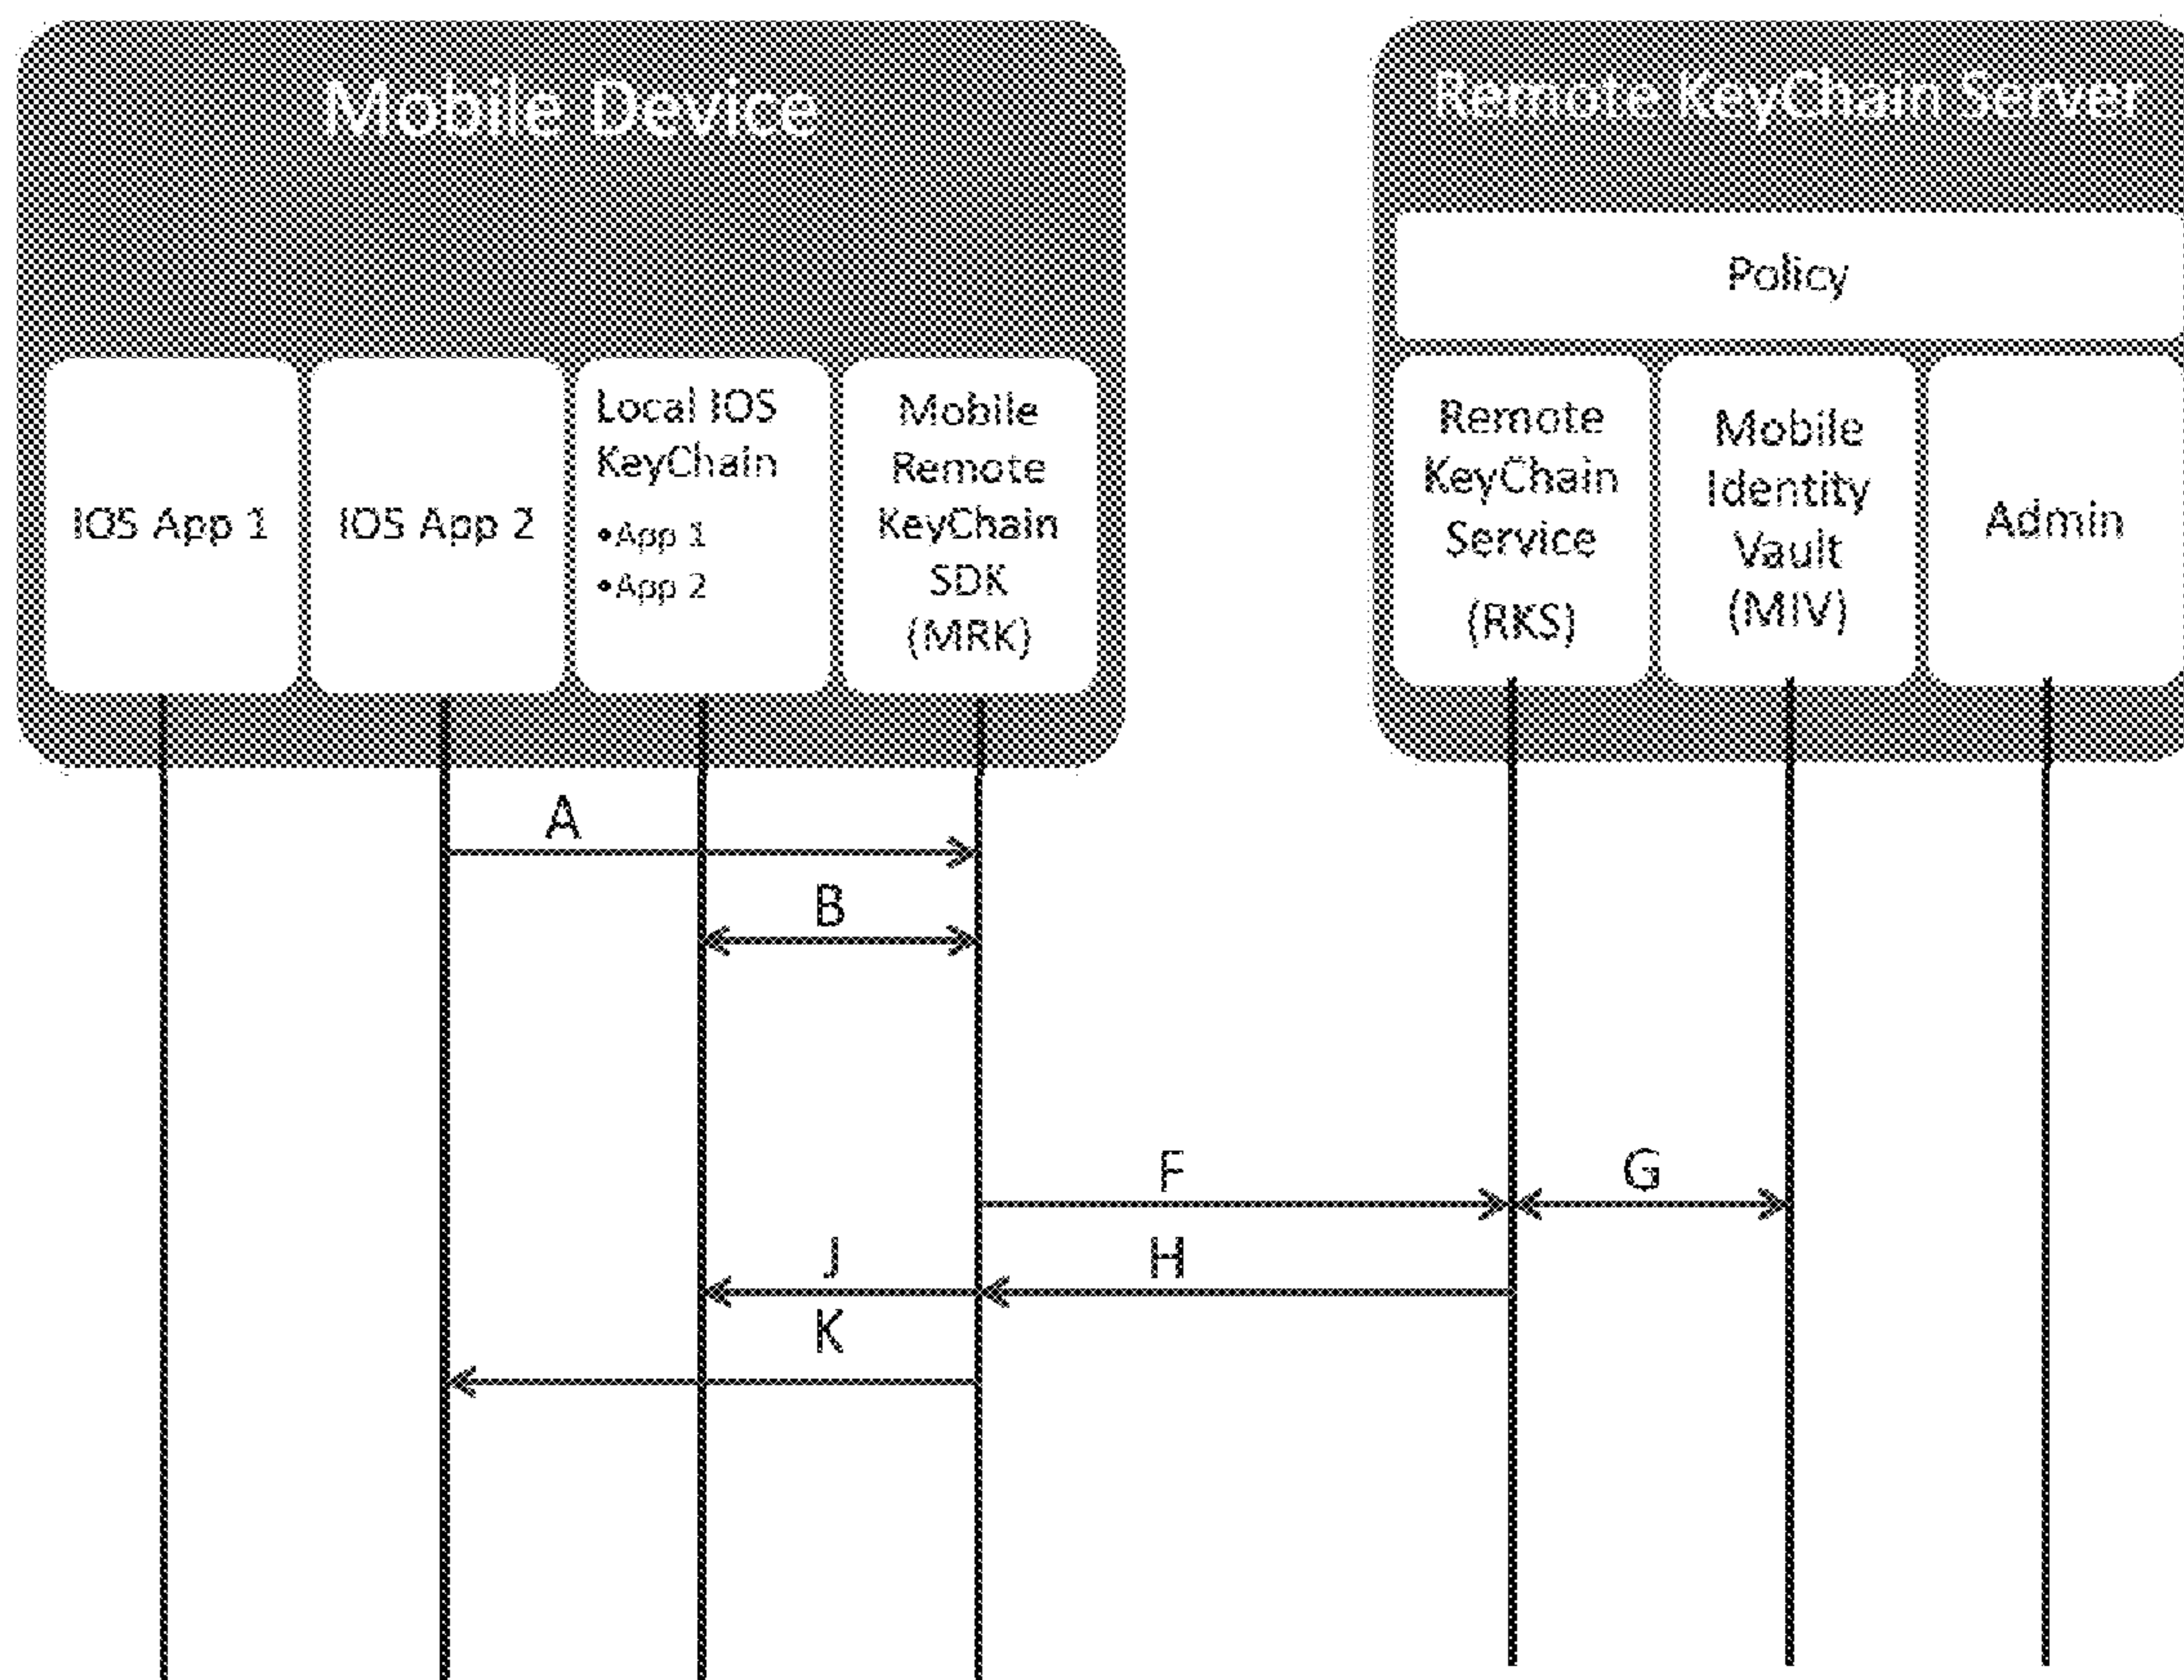 Mobile Device
Remote KeyChain Server
Policy
IOS App 1
IOS App 2
Local IOS
KeyChain
•App 1
•App 2
Mobile
Remote
KeyChain
SDK
(MRK)
Remote
KeyChain
Service
(RKS)
Mobile
Identity
Vault
(MIV)
Admin
A
B
F
G
J
H
K